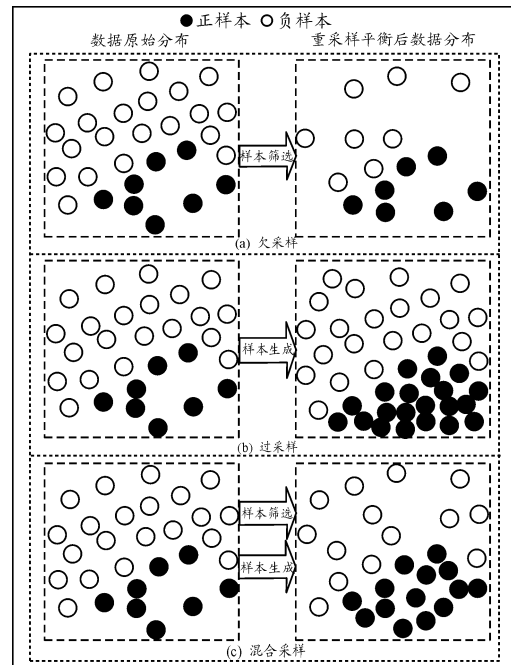 正样本 负样本
数据原始分布 重采样平衡后数据分布
样本筛选
(a) 欠采样
样本生成
(b) 过采样
样本筛选
样本生成
(c) 混合采样